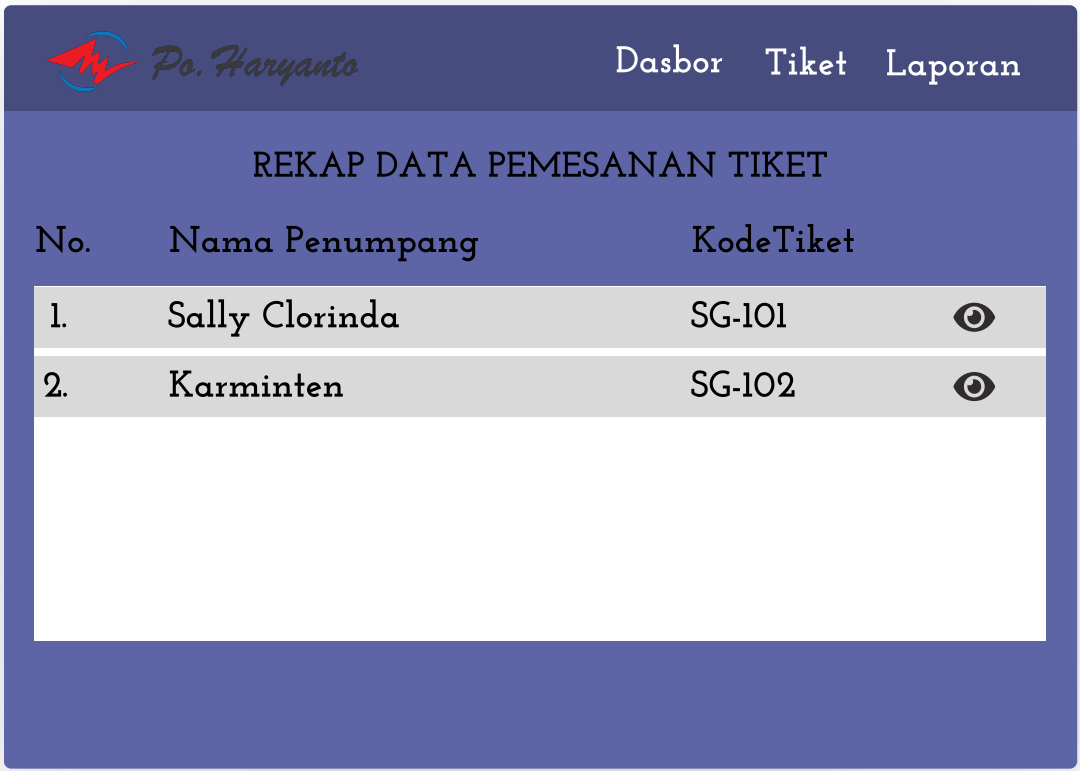 Po. Haryanto
Dasbor Tiket Laporan
REKAP DATA PEMESANAN TIKET
No. Nama Penumpang KodeTiket
1. Sally Clorinda SG-101
2. Karminten SG-102